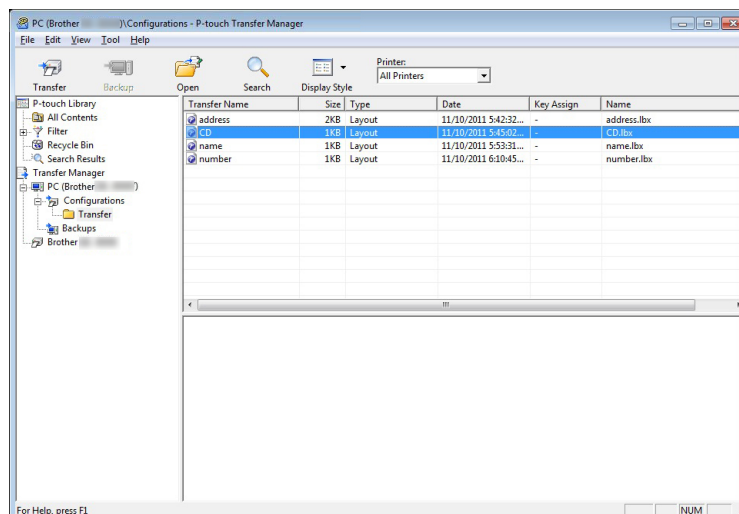 PC (Brother )\Configurations - P-touch Transfer Manager
File Edit View Tool Help
Transfer Backup Open Search Display Style
Printer:
All Printers
P-touch Library
All Contents
Filter
Recycle Bin
Search Results
Transfer Manager
PC (Brother )
Configurations
Transfer
Backups
Brother
Transfer Name Size Type Date Key Assign Name
address 2KB Layout 11/10/2011 5:42:32... - address.lbx
CD 1KB Layout 11/10/2011 5:45:02... - CD.lbx
name 1KB Layout 11/10/2011 5:53:31... - name.lbx
number 1KB Layout 11/10/2011 6:10:45... - number.lbx
For Help, press F1
NUM